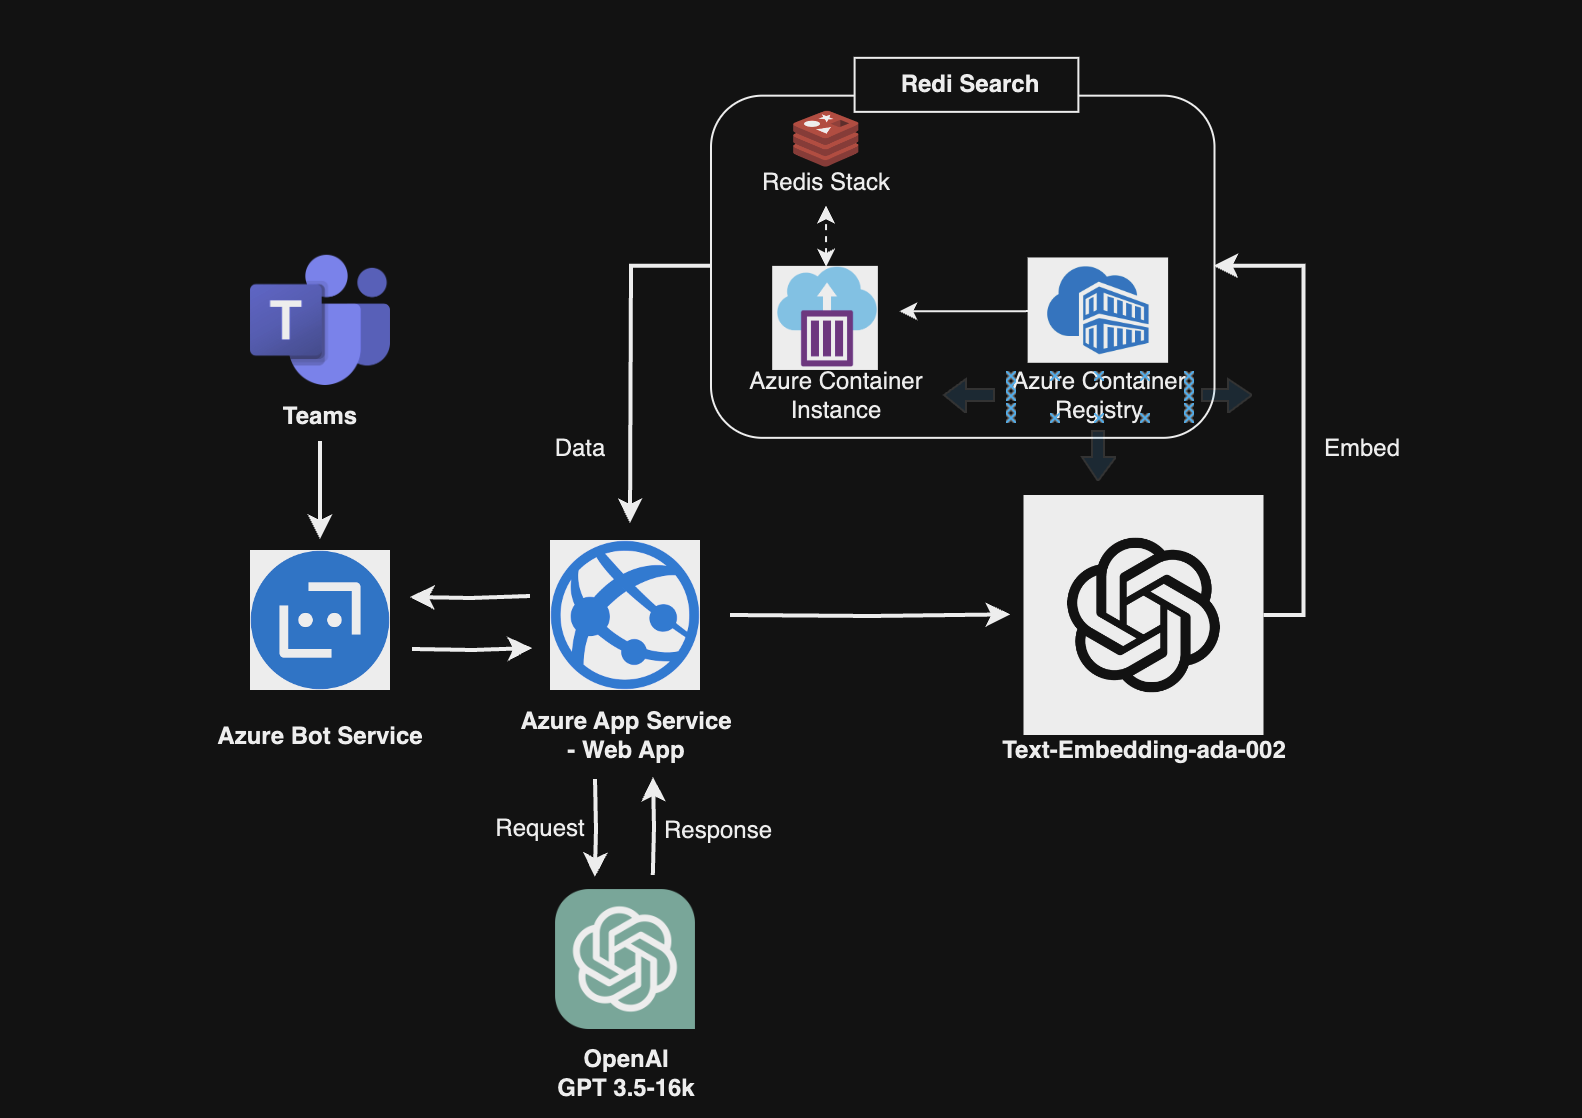 Redi Search
Redis Stack
Azure Container
Instance
Azure Container
Registry
T
Teams
Data
Embed
Azure Bot Service
Azure App Service
- Web App
Text-Embedding-ada-002
Request
Response
OpenAI
GPT 3.5-16k